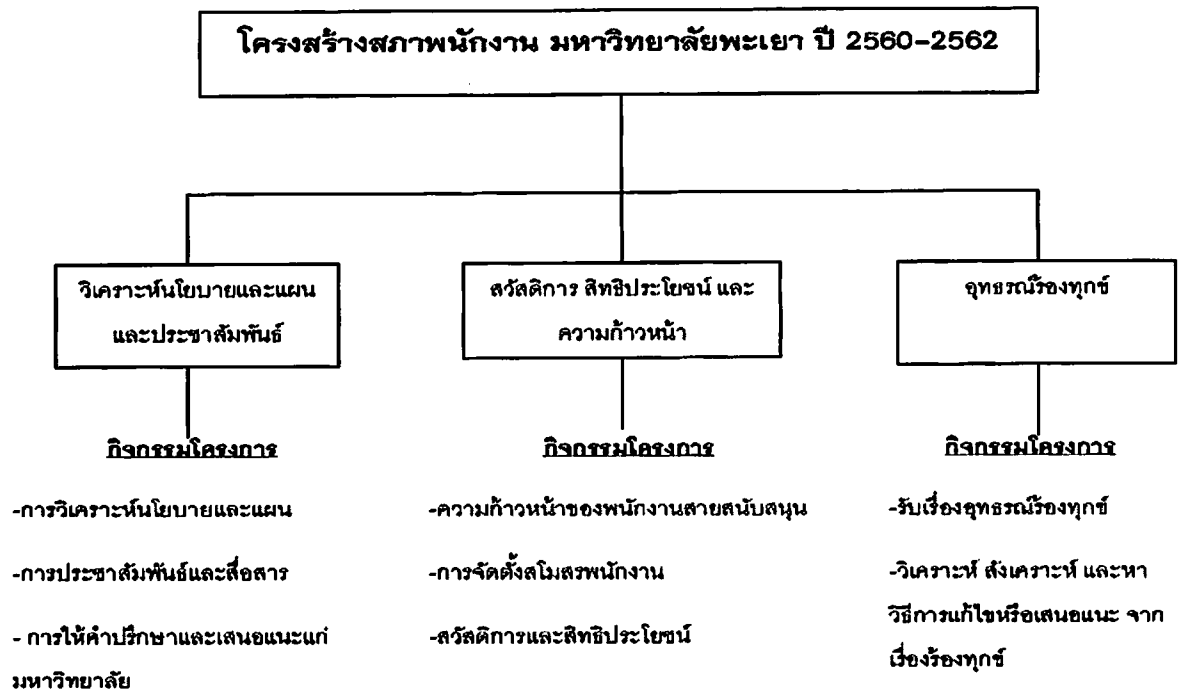 โครงสร้างสภาพนักงาน มหาวิทยาลัยพะเยา ปี 2560-2562
วิเคราะห์นโยบายและแผน
และประชาสัมพันธ์
สวัสดิการ สิทธิประโยชน์ และ
ความก้าวหน้า
อุทธรณ์ร้องทุกข์
กิจกรรมโครงการ
-การวิเคราะห์นโยบายและแผน
-การประชาสัมพันธ์และสื่อสาร
- การให้คำปรึกษาและเสนอแนะแก่
มหาวิทยาลัย
กิจกรรมโครงการ
-ความก้าวหน้าของพนักงานสายสนับสนุน
-การจัดตั้งสโมสรพนักงาน
-สวัสดิการและสิทธิประโยชน์
กิจกรรมโครงการ
-รับเรื่องอุทธรณ์ร้องทุกข์
-วิเคราะห์ สังเคราะห์ และหา
วิธีการแก้ไขหรือเสนอแนะ จาก
เรื่องร้องทุกข์